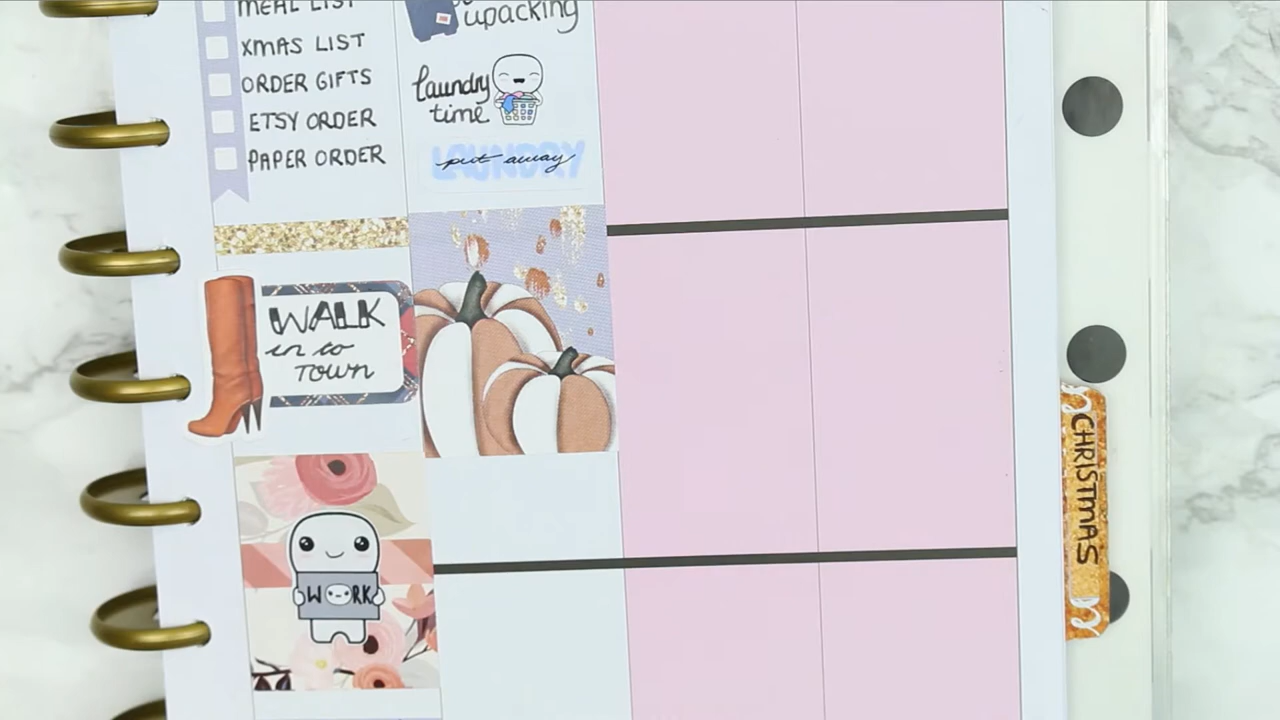 MEAL LIST
XMAS LIST
ORDER GIFTS
ETSY ORDER
PAPER ORDER
upacking
laundry
time
LAUNDRY
put away
WALK
in to
TOWN
WORK
CHRISTMAS